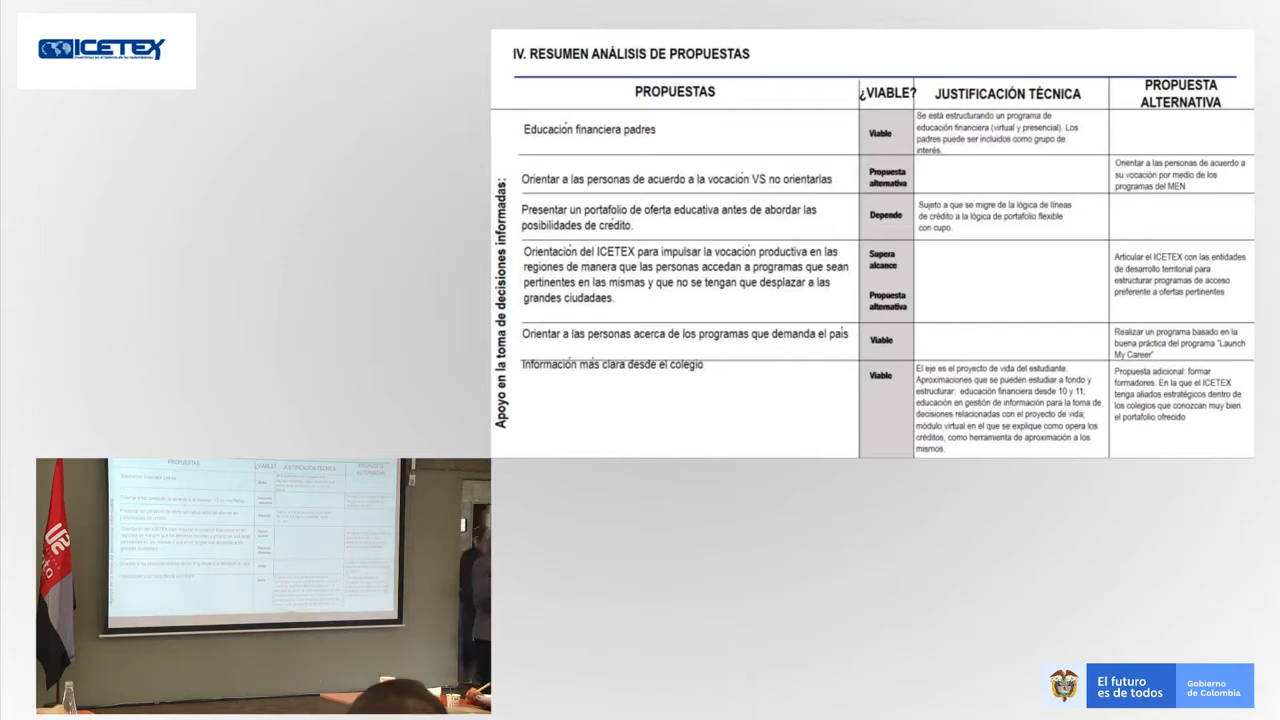 ICETEX
IV. RESUMEN ANÁLISIS DE PROPUESTAS
PROPUESTAS
¿VIABLE?
JUSTIFICACIÓN TÉCNICA
PROPUESTA
ALTERNATIVA
Apoyo en la toma de decisiones informadas:
Educación financiera padres
Viable
Se está estructurando un programa de
educación financiera (virtual y presencial). Los
padres puede ser incluidos como grupo de
interés.
Orientar a las personas de acuerdo a la vocación VS no orientarlas
Propuesta
alternativa
Orientar a las personas de acuerdo a
su vocación por medio de los
programas del MEN
Presentar un portafolio de oferta educativa antes de abordar las
posibilidades de crédito.
Depende
Sujeto a que se migre de la lógica de líneas
de crédito a la lógica de portafolio flexible
con cupo.
Orientación del ICETEX para impulsar la vocación productiva en las
regiones de manera que las personas accedan a programas que sean
pertinentes en las mismas y que no se tengan que desplazar a las
grandes ciudadaes.
Supera
alcance
Propuesta
alternativa
Articular el ICETEX con las entidades
de desarrollo territorial para
estructurar programas de acceso
preferente a ofertas pertinentes
Orientar a las personas acerca de los programas que demanda el país
Viable
Realizar un programa basado en la
buena práctica del programa "Launch
My Career"
Información más clara desde el colegio
Viable
El eje es el proyecto de vida del estudiante.
Aproximaciones que se pueden estudiar a fondo y
estructurar: educación financiera desde 10 y 11;
educación en gestión de información para la toma de
decisiones relacionadas con el proyecto de vida;
módulo virtual en el que se explique como opera los
créditos, como herramienta de aproximación a los
mismos.
Propuesta adicional: formar
formadores. En la que el ICETEX
tenga aliados estratégicos dentro de
los colegios que conozcan muy bien
el portafolio ofrecido
PROPUESTAS
¿VIABLE?
JUSTIFICACIÓN TÉCNICA
PROPUESTA
ALTERNATIVA
El futuro
es de todos
Gobierno
de Colombia